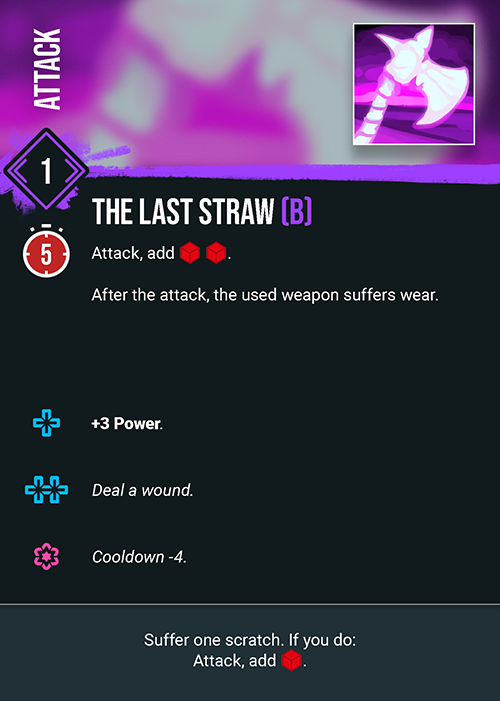 ATTACK
1
THE LAST STRAW (B)
5
Attack, add .
After the attack, the used weapon suffers wear.
+3 Power.
Deal a wound.
Cooldown -4.
Suffer one scratch. If you do:
Attack, add .